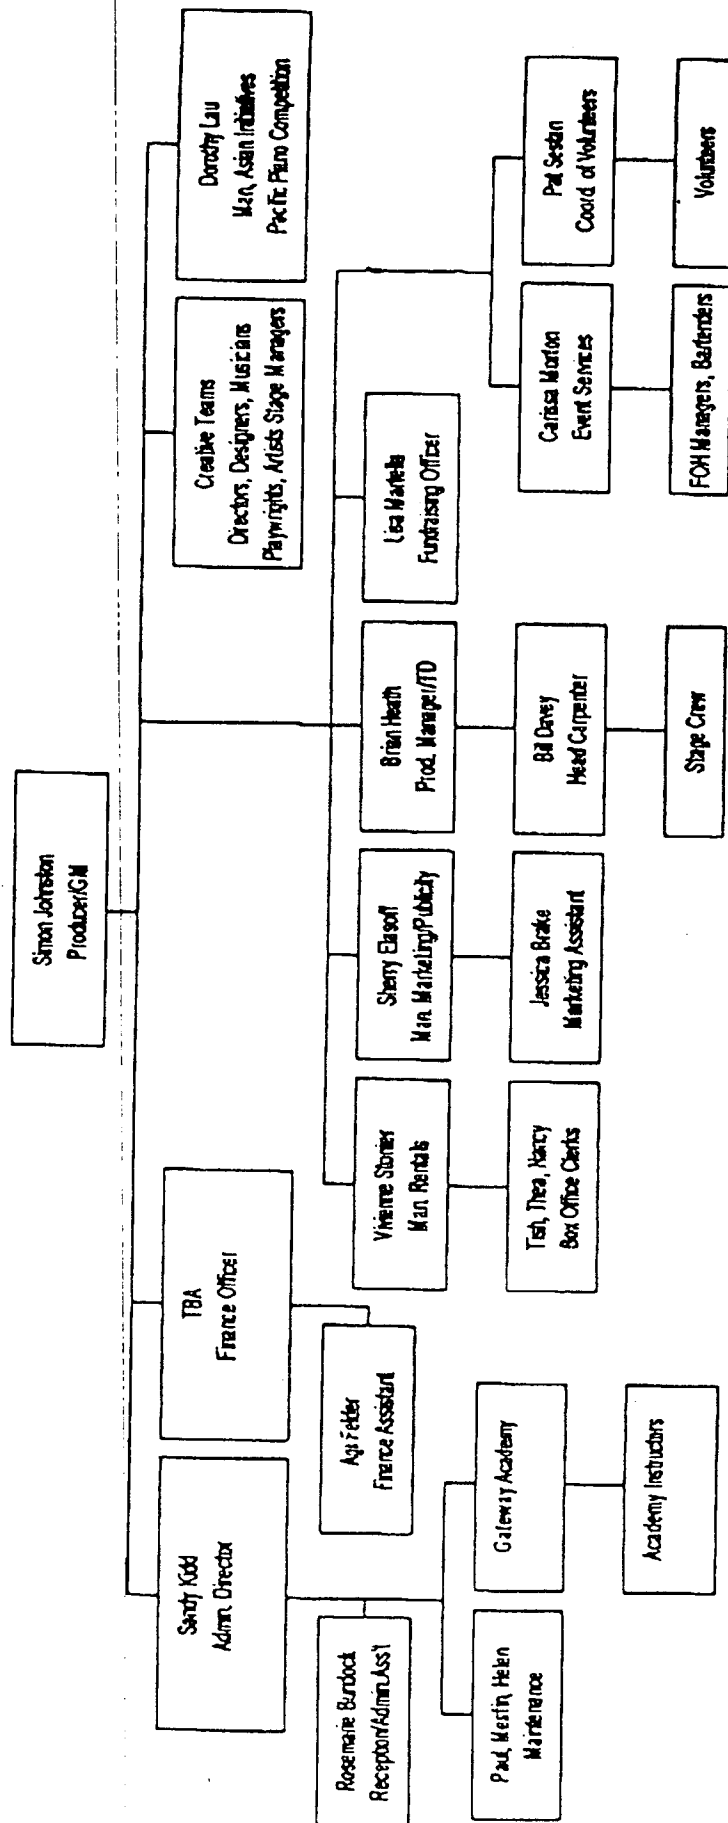 Simon Johnston
Producer/GM
Sandy Kidd
Admin. Director
TBA
Finance Officer
Creative Teams
Directors, Designers, Musicians
Playwrights, Artists Stage Managers
Dorothy Lau
Man, Asian Initiatives
Pacific Piano Competition
Rosemarie Burdock
Reception/Admin.Ass't
Agi Felder
Finance Assistant
Vivienne Stonier
Man. Rentals
Sherry Elasoff
Man. Marketing/Publicity
Brian Heath
Prod. Manager/TD
Lisa Martella
Fundraising Officer
Paul, Mestin, Helen
Maintenance
Gateway Academy
Tish, Thea, Nancy
Box Office Clerks
Jessica Brake
Marketing Assistant
Bill Davey
Head Carpenter
Carissa Morton
Event Services
Pat Sestan
Coord. of Volunteers
Academy Instructors
Stage Crew
FOH Managers, Bartenders
Volunteers